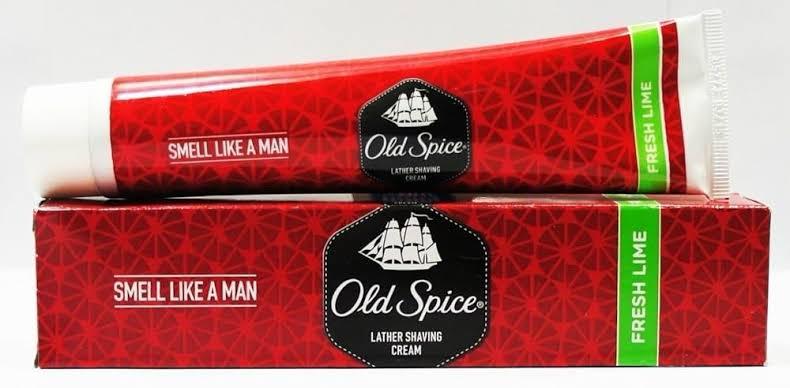 SMELL LIKE A MAN
Old Spice®
LATHER SHAVING
CREAM
FRESH LIME
SMELL LIKE A MAN
Old Spice®
LATHER SHAVING
CREAM
FRESH LIME